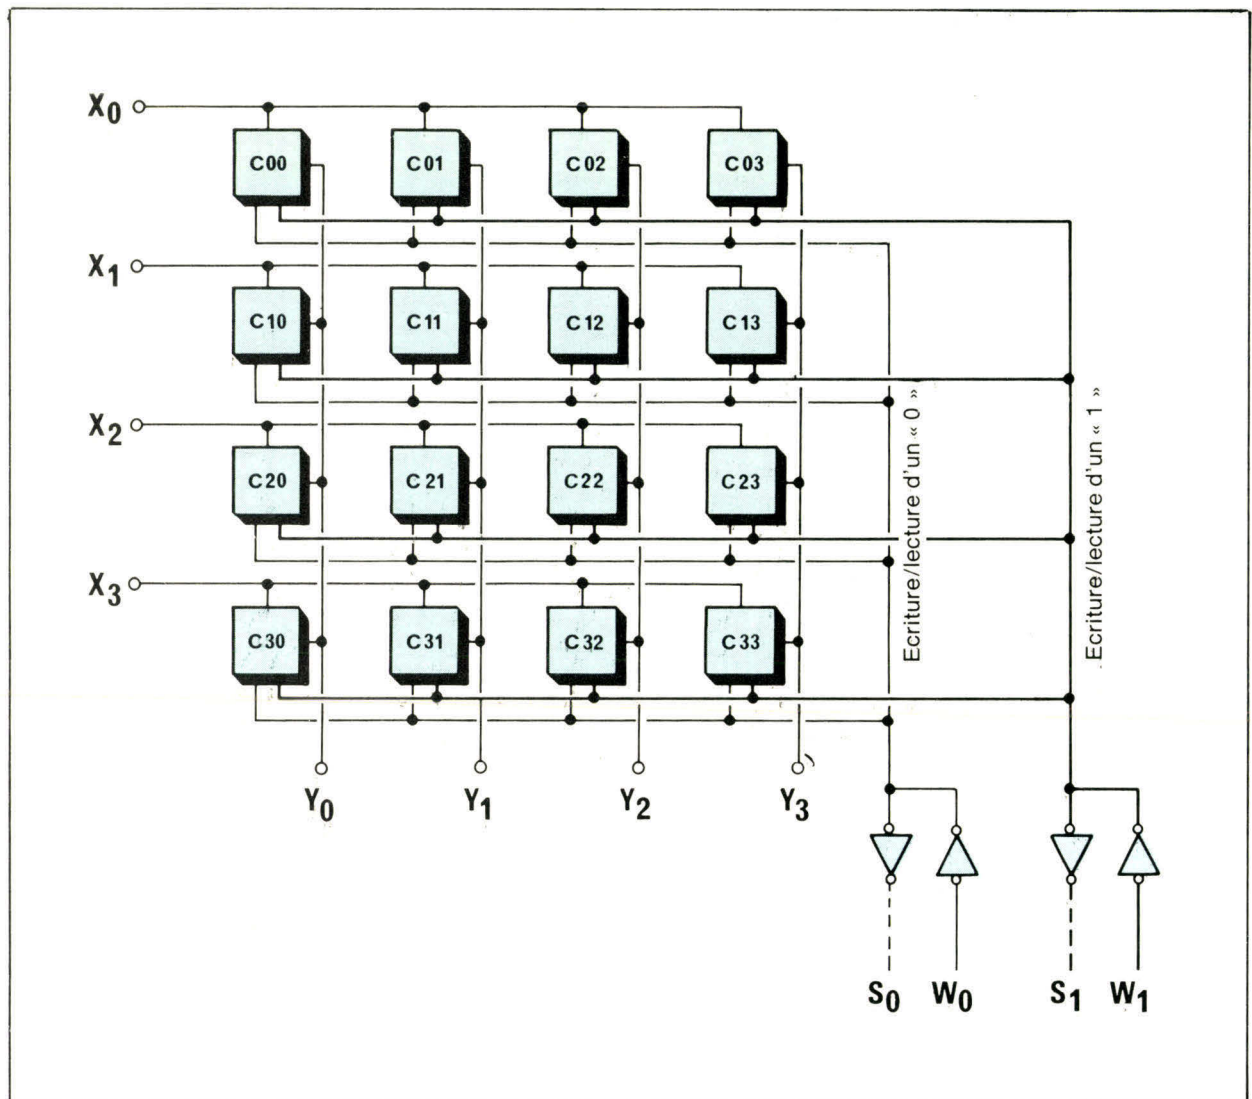 X0
C00 C01 C02 C03
X1
C10 C11 C12 C13
X2
C20 C21 C22 C23
X3
C30 C31 C32 C33
Ecriture/lecture d'un « 0 »
Ecriture/lecture d'un « 1 »
Y0 Y1 Y2 Y3
S0 W0 S1 W1